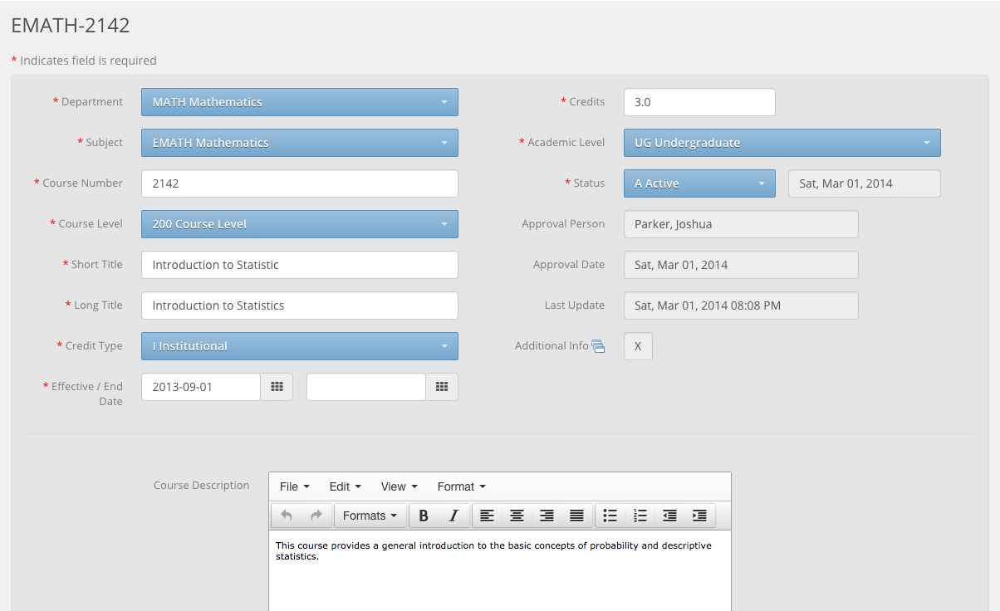 EMATH-2142
* Indicates field is required
* Department MATH Mathematics
* Credits 3.0
* Subject EMATH Mathematics
* Academic Level UG Undergraduate
* Course Number 2142
* Status A Active Sat, Mar 01, 2014
* Course Level 200 Course Level
Approval Person Parker, Joshua
* Short Title Introduction to Statistic
Approval Date Sat, Mar 01, 2014
* Long Title Introduction to Statistics
Last Update Sat, Mar 01, 2014 08:08 PM
* Credit Type I Institutional
Additional Info X
* Effective / End
Date
2013-09-01
Course Description
File Edit View Format
Formats B I
This course provides a general introduction to the basic concepts of probability and descriptive
statistics.